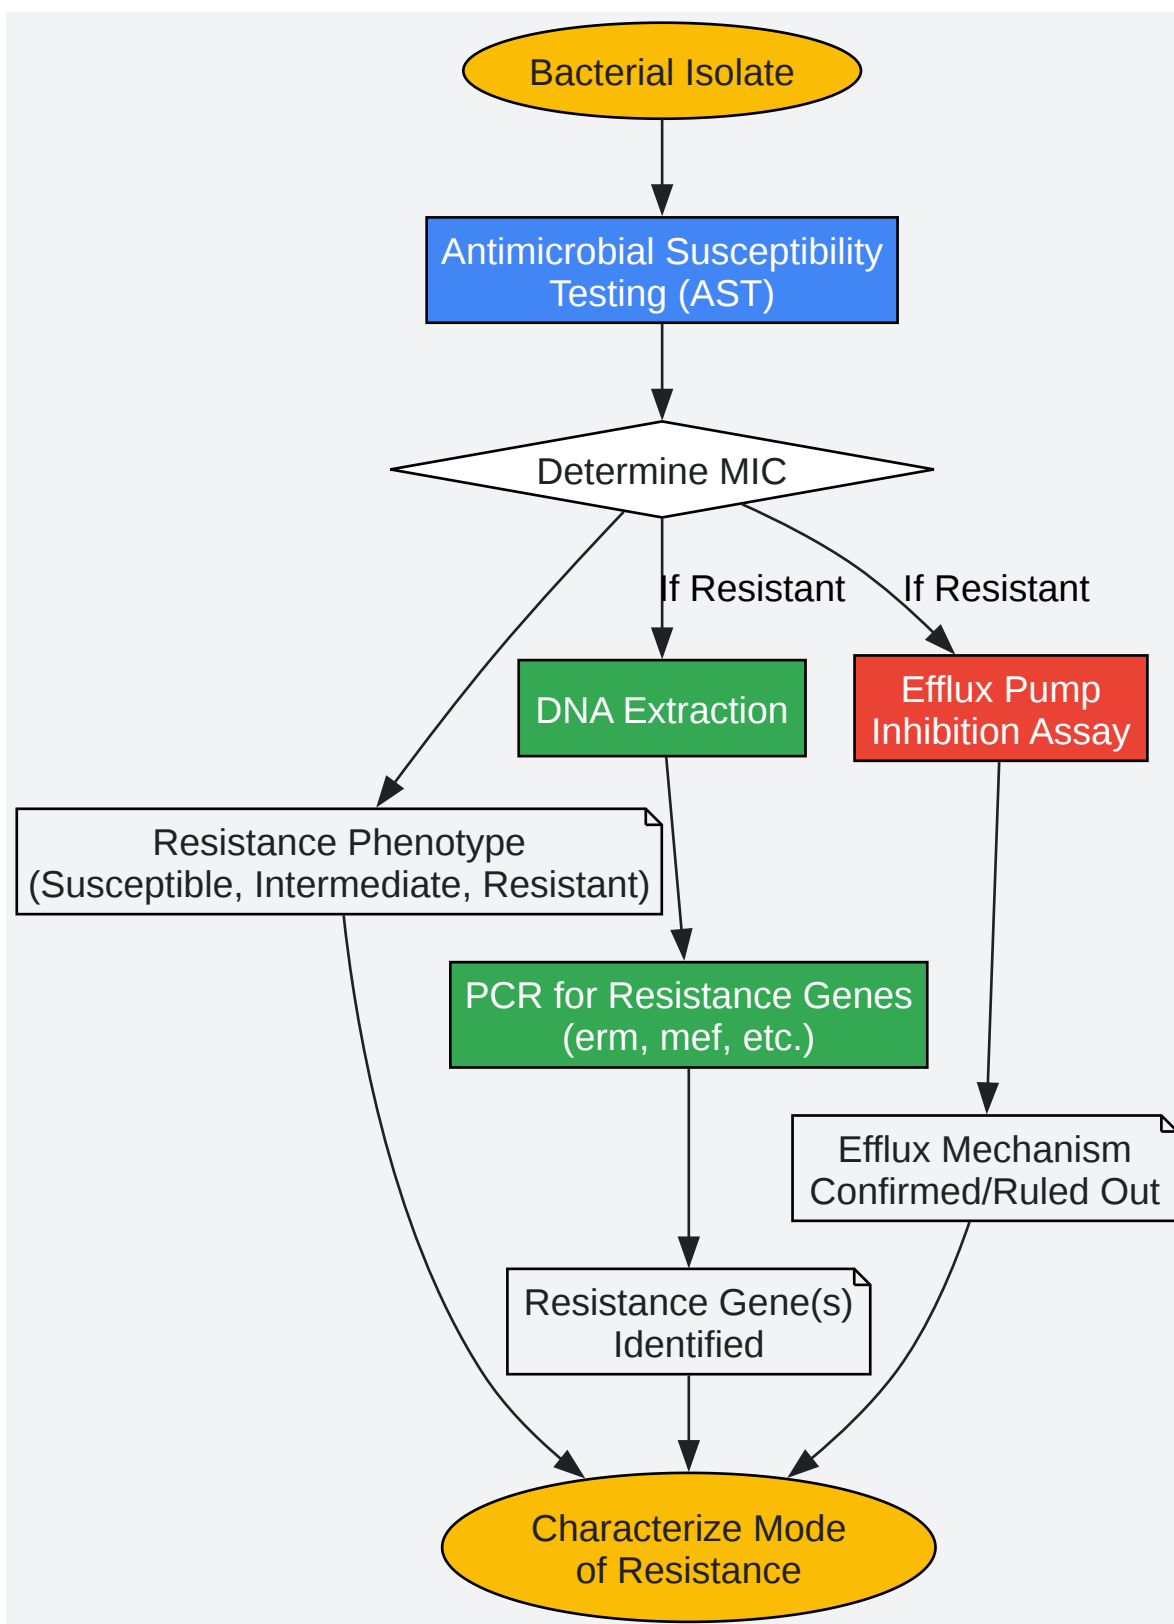 Bacterial Isolate
Antimicrobial Susceptibility
Testing (AST)
Determine MIC
If Resistant
If Resistant
DNA Extraction
Efflux Pump
Inhibition Assay
Resistance Phenotype
(Susceptible, Intermediate, Resistant)
PCR for Resistance Genes
(erm, mef, etc.)
Efflux Mechanism
Confirmed/Ruled Out
Resistance Gene(s)
Identified
Characterize Mode
of Resistance